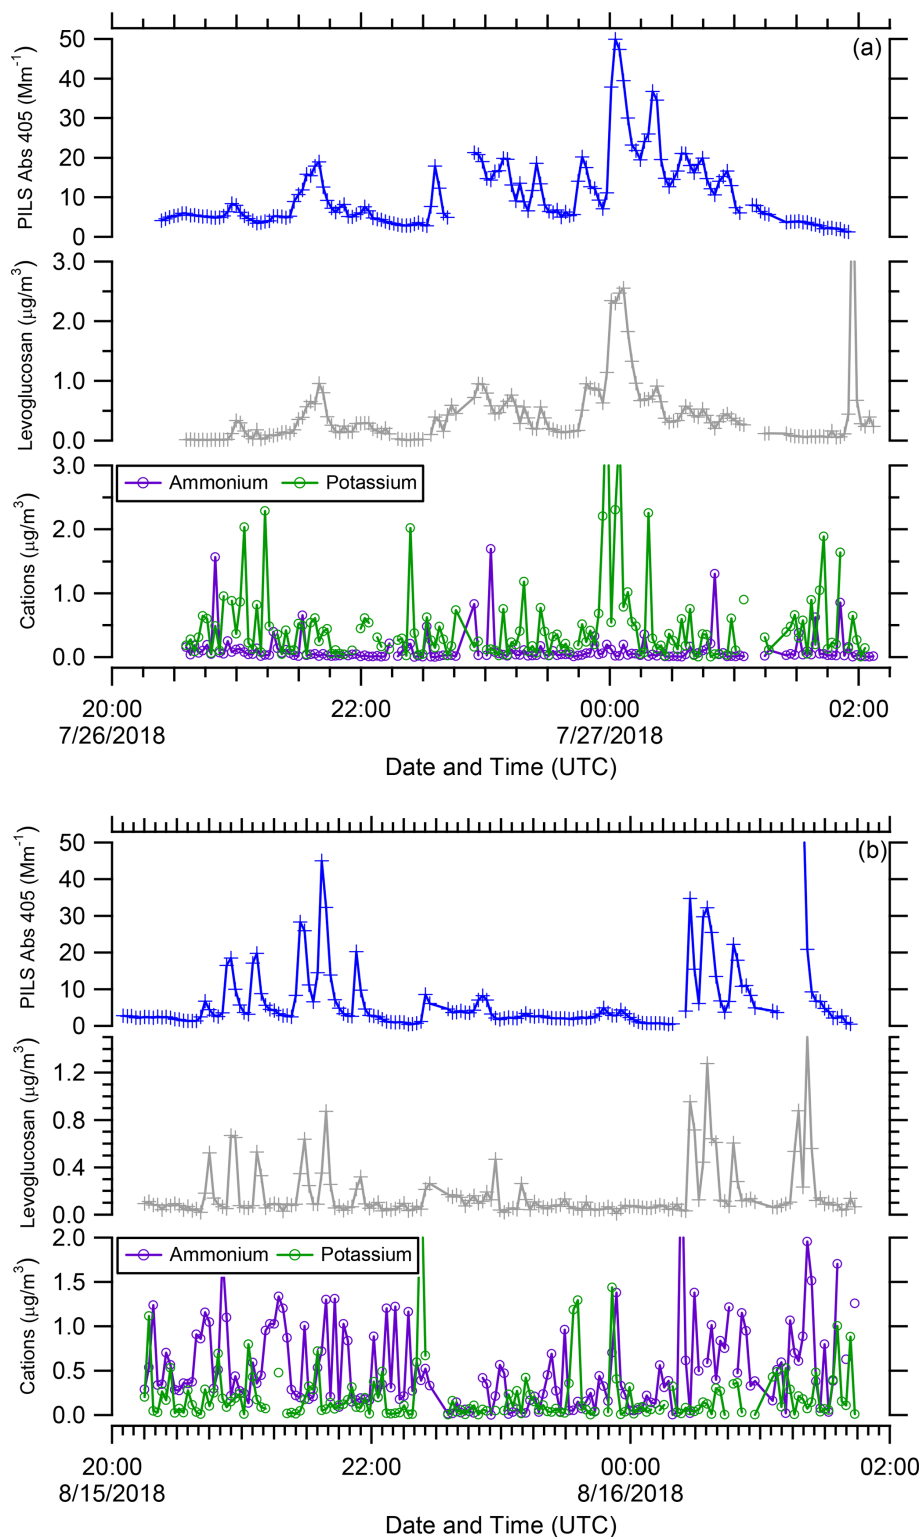 (a)
PILS Abs 405 (Mm⁻¹)
50
40
30
20
10
0
Levoglucosan (µg/m³)
3.0
2.0
1.0
0.0
Cations (µg/m³)
3.0
2.0
1.0
0.0
Ammonium Potassium
20:00 22:00 00:00 02:00
7/26/2018 7/27/2018
Date and Time (UTC)
(b)
PILS Abs 405 (Mm⁻¹)
50
40
30
20
10
0
Levoglucosan (µg/m³)
1.2
0.8
0.4
0.0
Cations (µg/m³)
2.0
1.5
1.0
0.5
0.0
Ammonium Potassium
20:00 22:00 00:00 02:00
8/15/2018 8/16/2018
Date and Time (UTC)